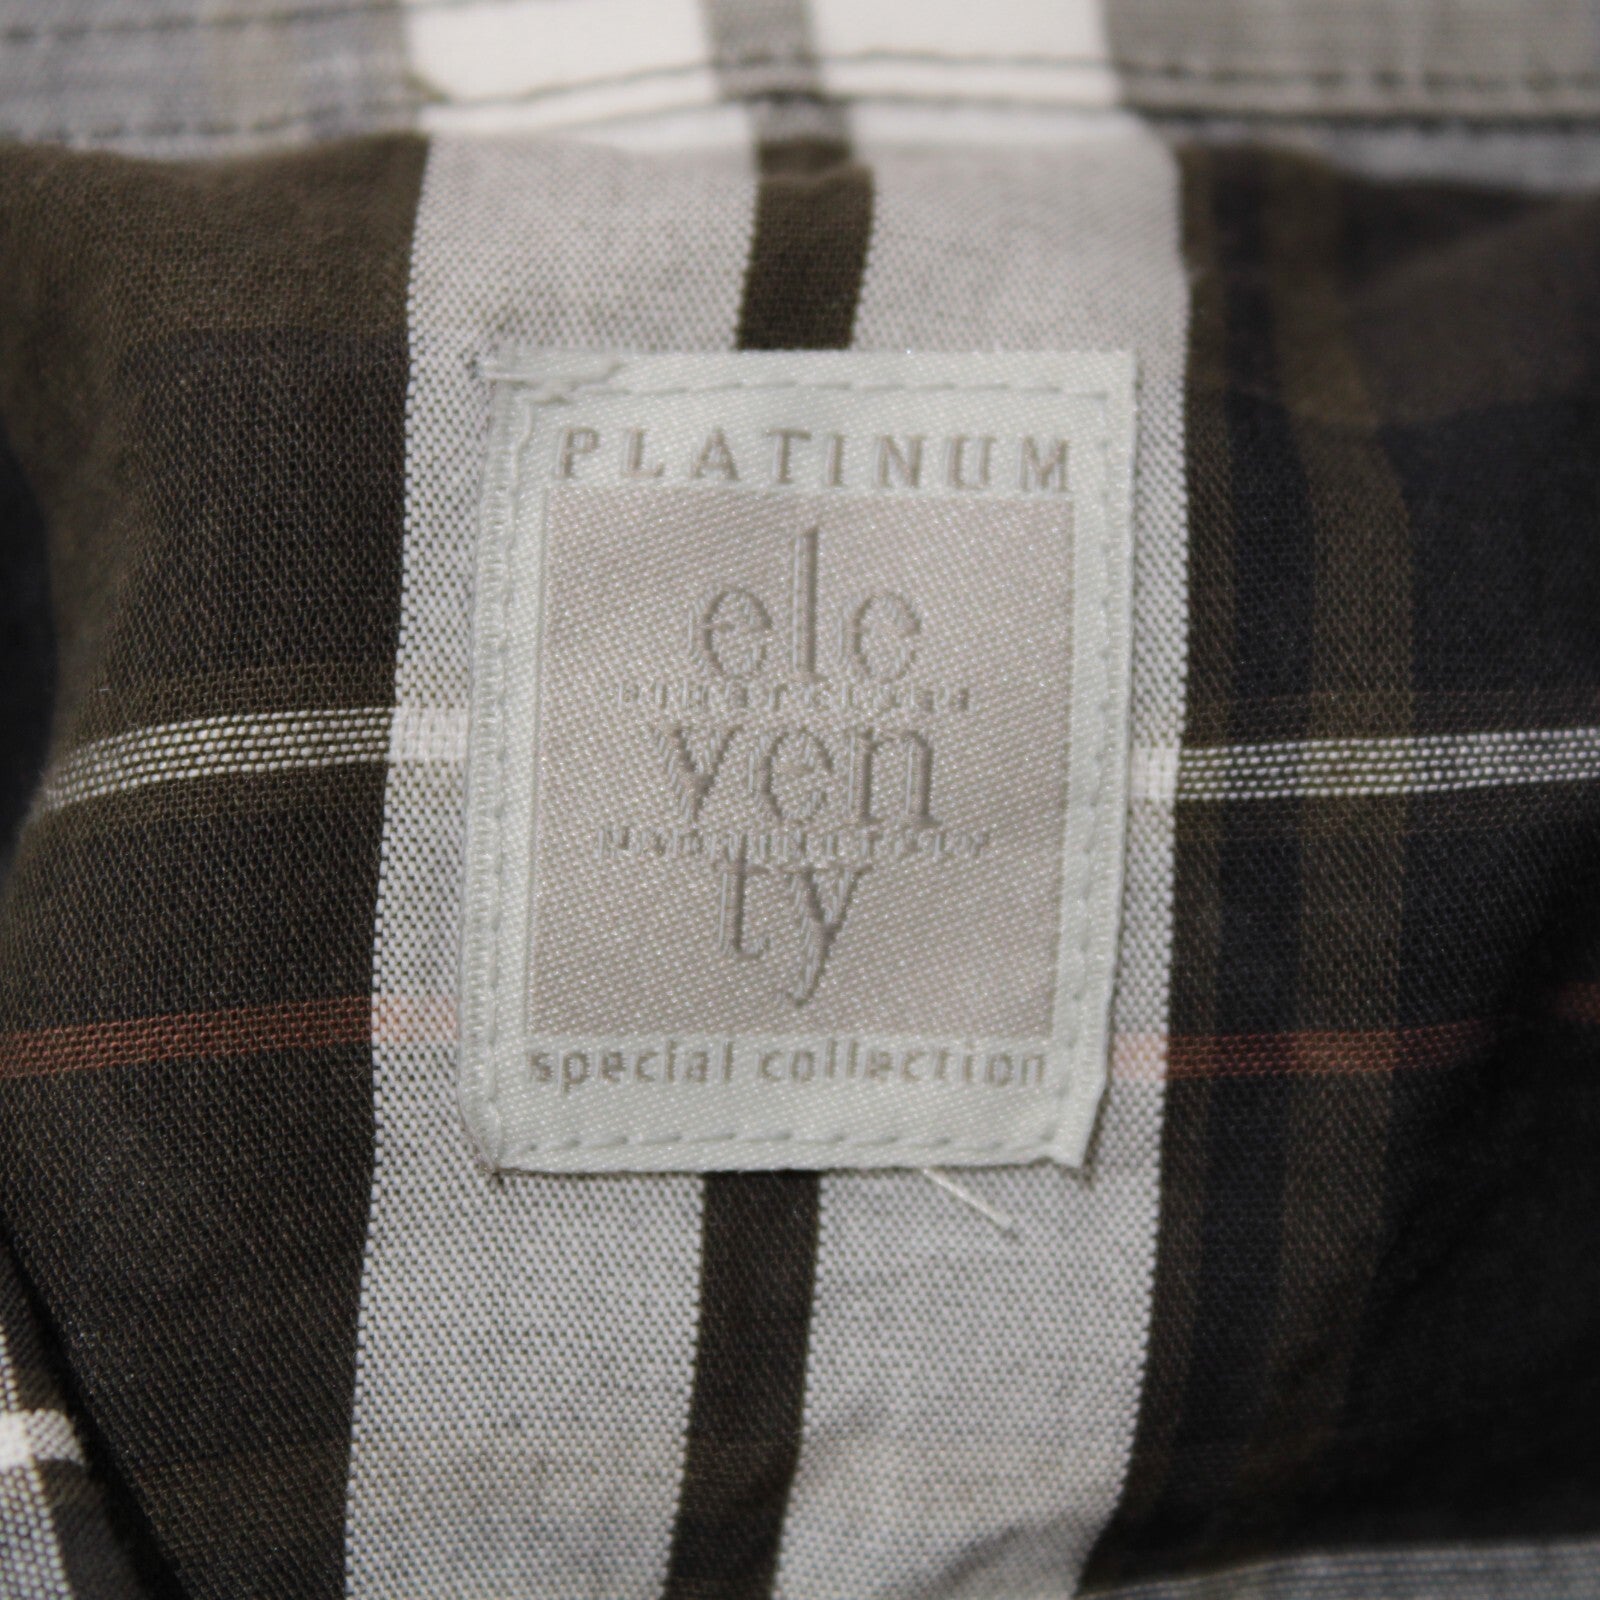 PLATINUM
ele
ven
ty
special collection